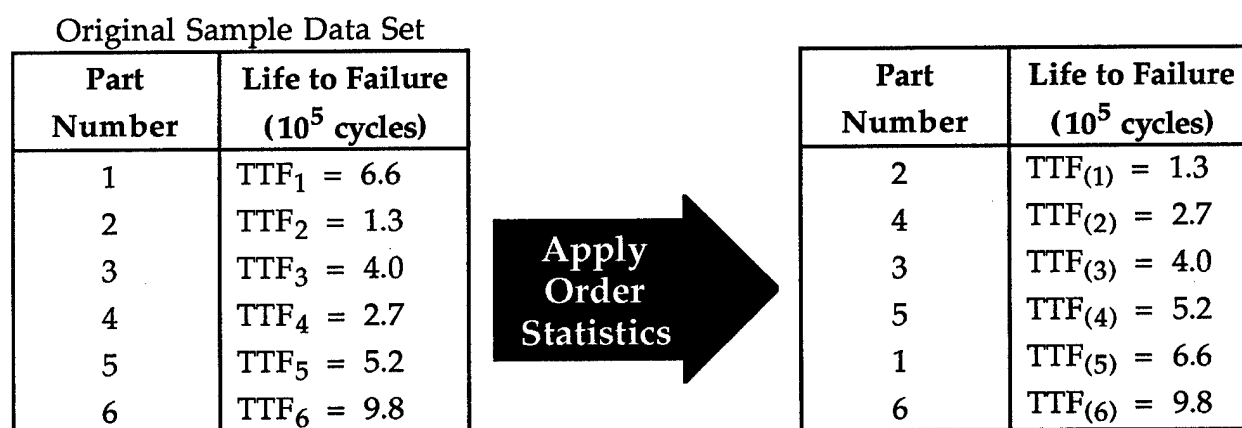 Original Sample Data Set
Part Number Life to Failure (10^5 cycles)
1 TTF_1 = 6.6
2 TTF_2 = 1.3
3 TTF_3 = 4.0
4 TTF_4 = 2.7
5 TTF_5 = 5.2
6 TTF_6 = 9.8
Apply
Order
Statistics
Part Number Life to Failure (10^5 cycles)
2 TTF_(1) = 1.3
4 TTF_(2) = 2.7
3 TTF_(3) = 4.0
5 TTF_(4) = 5.2
1 TTF_(5) = 6.6
6 TTF_(6) = 9.8